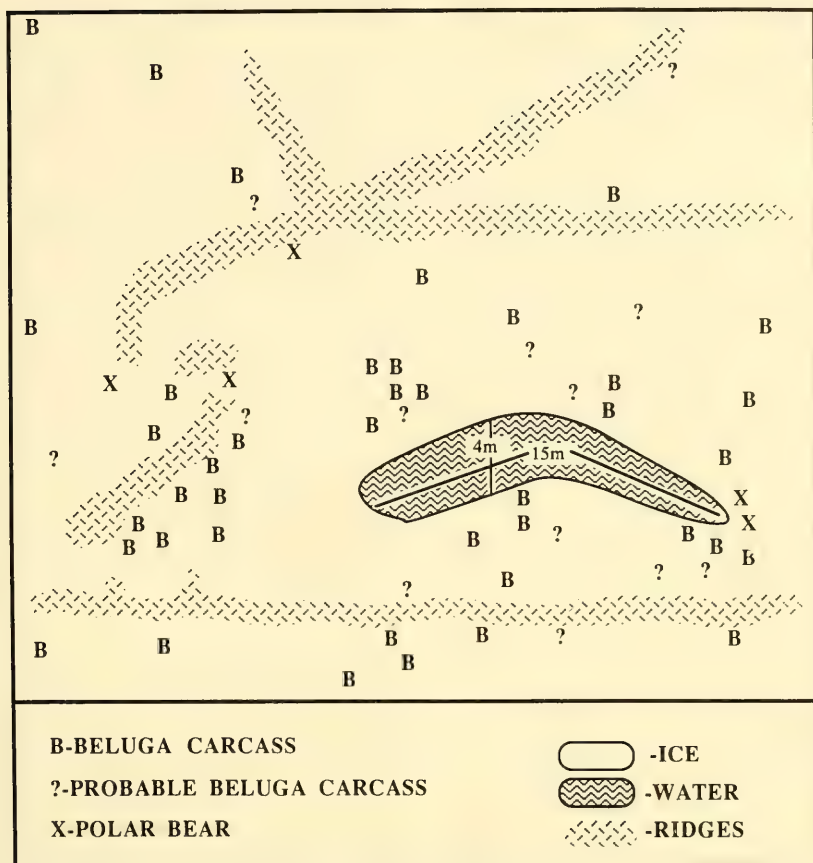 B
B ?
B
? B
X
B
B B ? B
?
B B
X X B
B B B ? B
? ? B
B
B B
4m 15m
? B B
B B B X
B B X
B B B ? B
B B B
B ? ?
?
B B ? B
B B
B
B
B-BELUGA CARCASS
?-PROBABLE BELUGA CARCASS
X-POLAR BEAR
-ICE
-WATER
-RIDGES